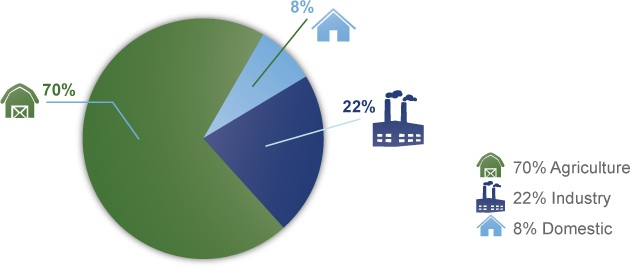 8%
70%
22%
70% Agriculture
22% Industry
8% Domestic